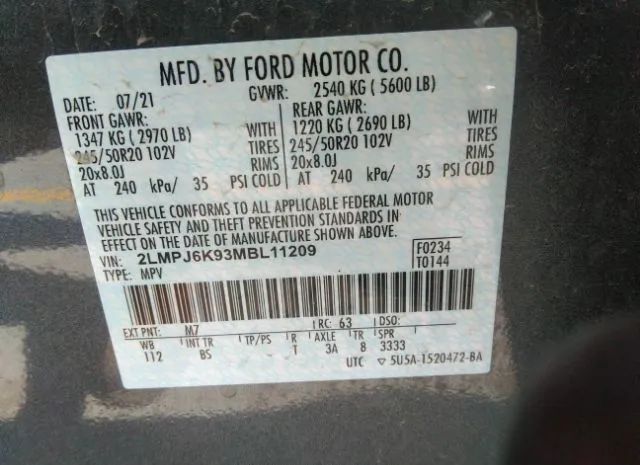 MFD. BY FORD MOTOR CO.
DATE: 07/21 GVWR: 2540 KG ( 5600 LB)
FRONT GAWR: REAR GAWR:
1347 KG ( 2970 LB) WITH 1220 KG ( 2690 LB) WITH
245/50R20 102V TIRES 245/50R20 102V TIRES
20x8.0J RIMS 20x8.0J RIMS
AT 240 kPa/ 35 PSI COLD AT 240 kPa/ 35 PSI COLD
THIS VEHICLE CONFORMS TO ALL APPLICABLE FEDERAL MOTOR
VEHICLE SAFETY AND THEFT PREVENTION STANDARDS IN
EFFECT ON THE DATE OF MANUFACTURE SHOWN ABOVE.
VIN: 2LMPJ6K93MBL11209 F0234
TYPE: MPV T0144
EXT PNT: M7 RC: 63 DSO:
WB INT TR TP/PS R AXLE TR SPR
112 BS T 3A 8 3333
UTC ▽ 5U5A-1520472-BA